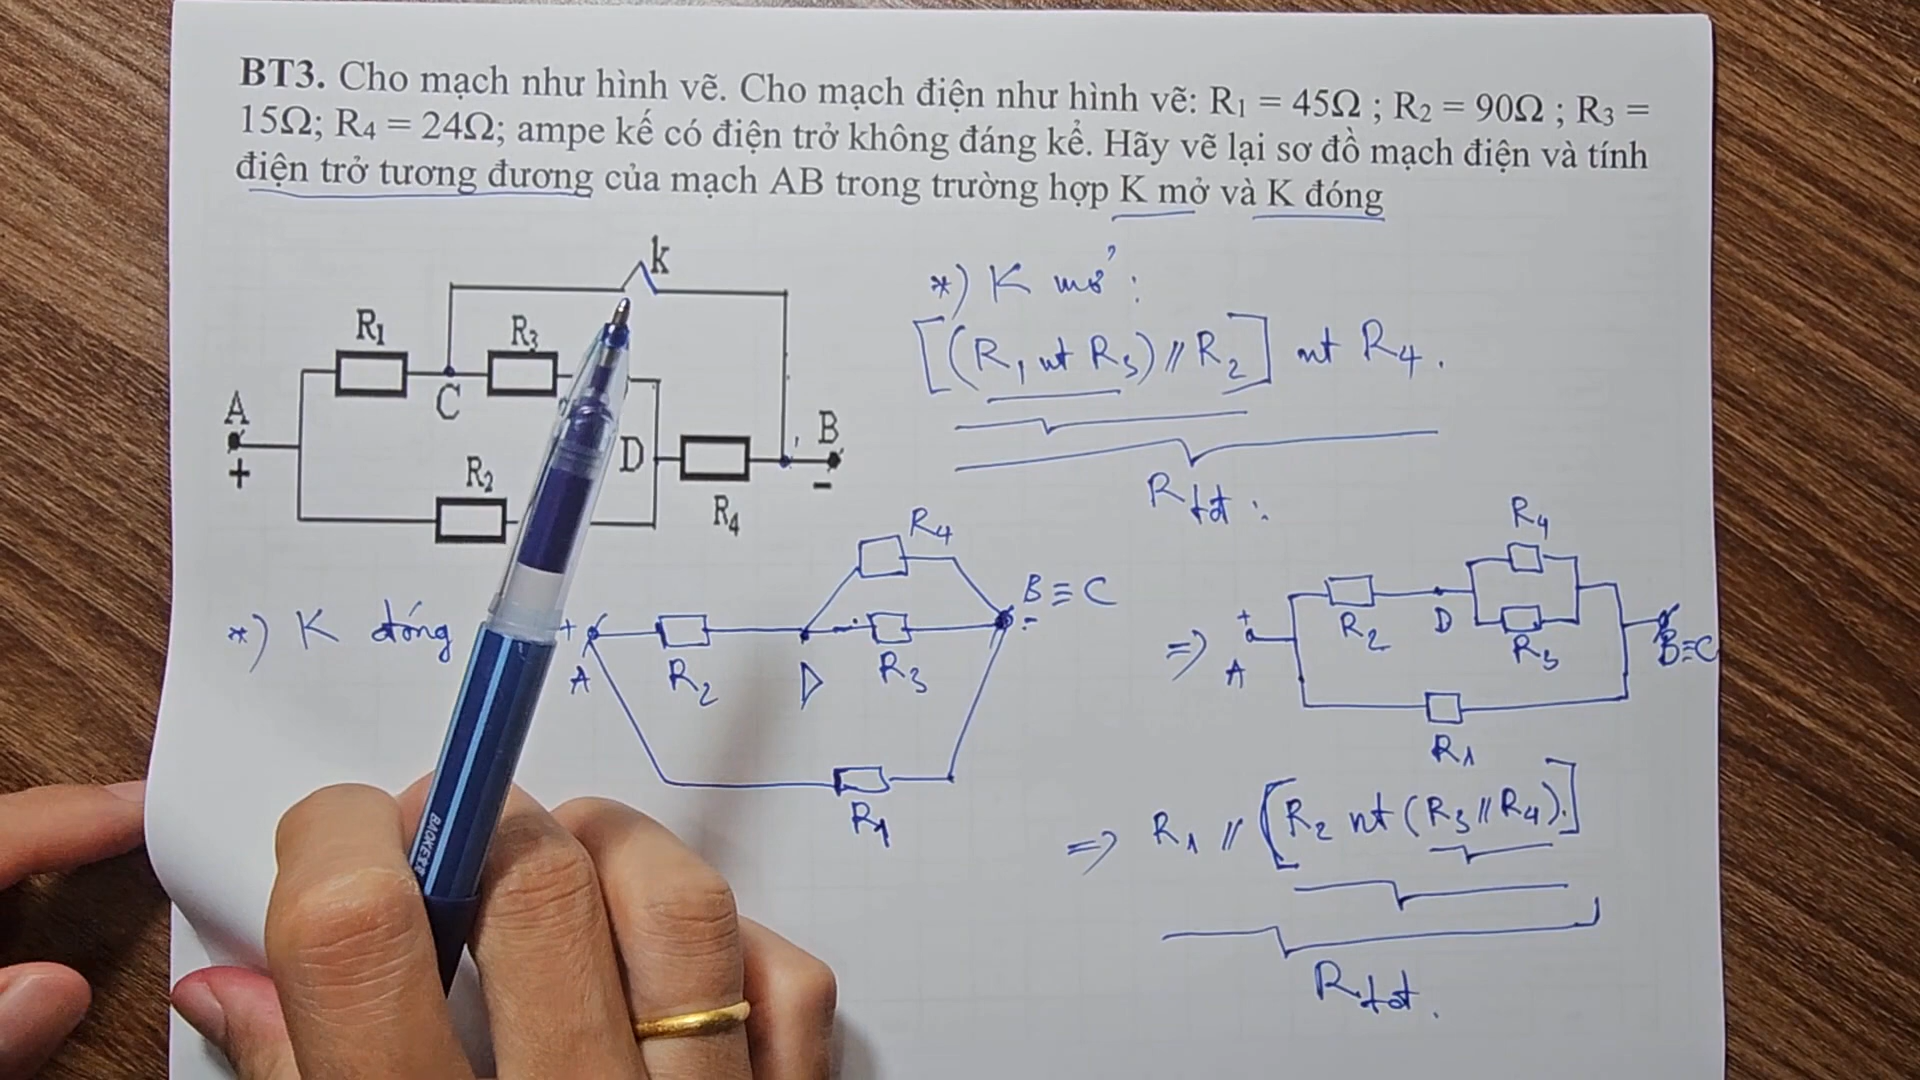 BT3. Cho mạch như hình vẽ. Cho mạch điện như hình vẽ: R1 = 45Ω ; R2 = 90Ω ; R3 =
15Ω; R4 = 24Ω; ampe kế có điện trở không đáng kể. Hãy vẽ lại sơ đồ mạch điện và tính
điện trở tương đương của mạch AB trong trường hợp K mở và K đóng
k
R1
R3
C
A
+
D
B
-
R2
R4
*) K mở :
[(R1 nt R3) // R2] nt R4 .
Rtđ :
*) K đóng
+
A
R2
D
R4
R3
B ≡ C
-
R1
=>
+
A
R2
D
R4
R3
B≡C
R1
=> R1 // [R2 nt (R3 // R4).]
Rtđ .
BAOKE